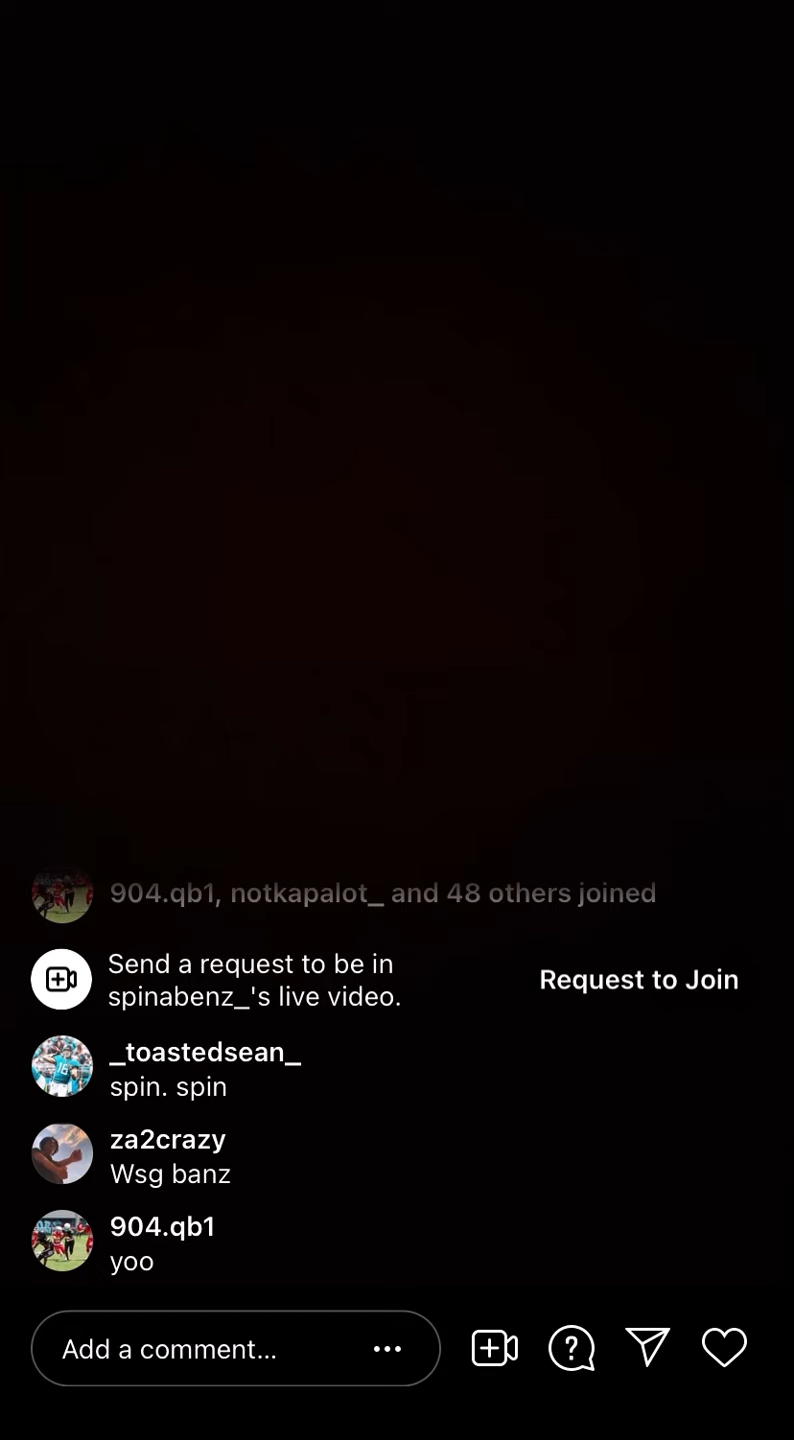 904.qb1, notkapalot_ and 48 others joined
Send a request to be in
spinabenz_'s live video.
Request to Join
_toastedsean_
spin. spin
za2crazy
Wsg banz
904.qb1
yoo
Add a comment...